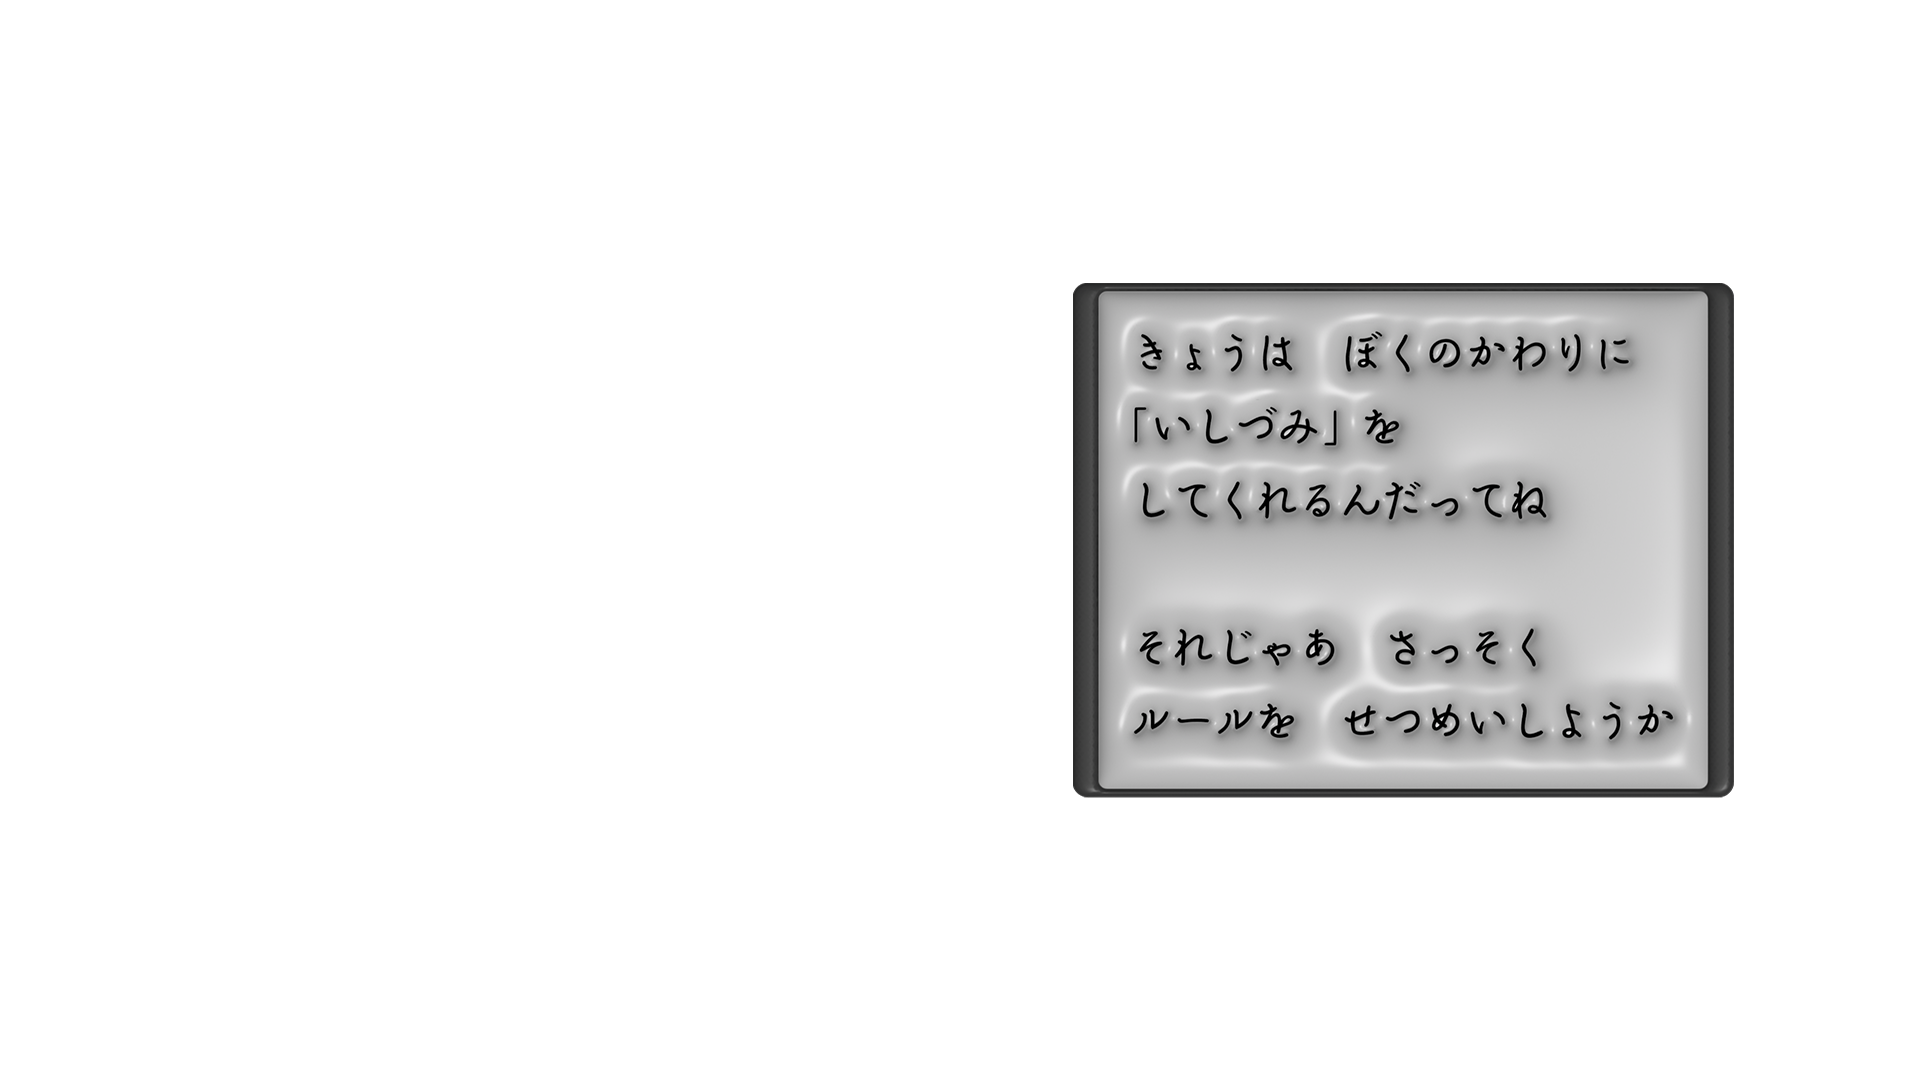 きょうは　ぼくのかわりに
「いしづみ」を
してくれるんだってね
それじゃあ　さっそく
ルールを　せつめいしようか